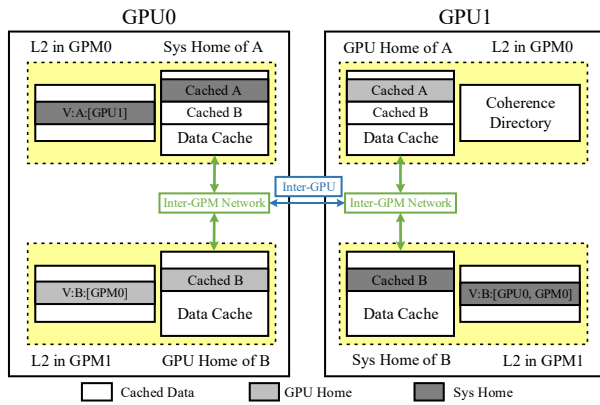 GPU0
GPU1
L2 in GPM0
Sys Home of A
GPU Home of A
L2 in GPM0
V:A:[GPU1]
Cached A
Cached B
Data Cache
Cached A
Cached B
Data Cache
Coherence
Directory
Inter-GPM Network
Inter-GPU
Inter-GPM Network
V:B:[GPM0]
Cached B
Data Cache
Cached B
Data Cache
V:B:[GPU0, GPM0]
L2 in GPM1
GPU Home of B
Sys Home of B
L2 in GPM1
Cached Data
GPU Home
Sys Home